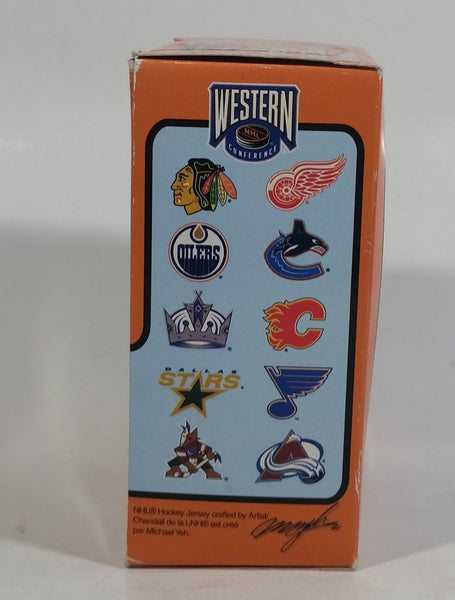 WESTERN
NHL
CONFERENCE
OILERS
DALLAS
STARS
NHL® Hockey Jersey crafted by Artist/
Chandail de la LNH® est créé
par Michael Yeh.